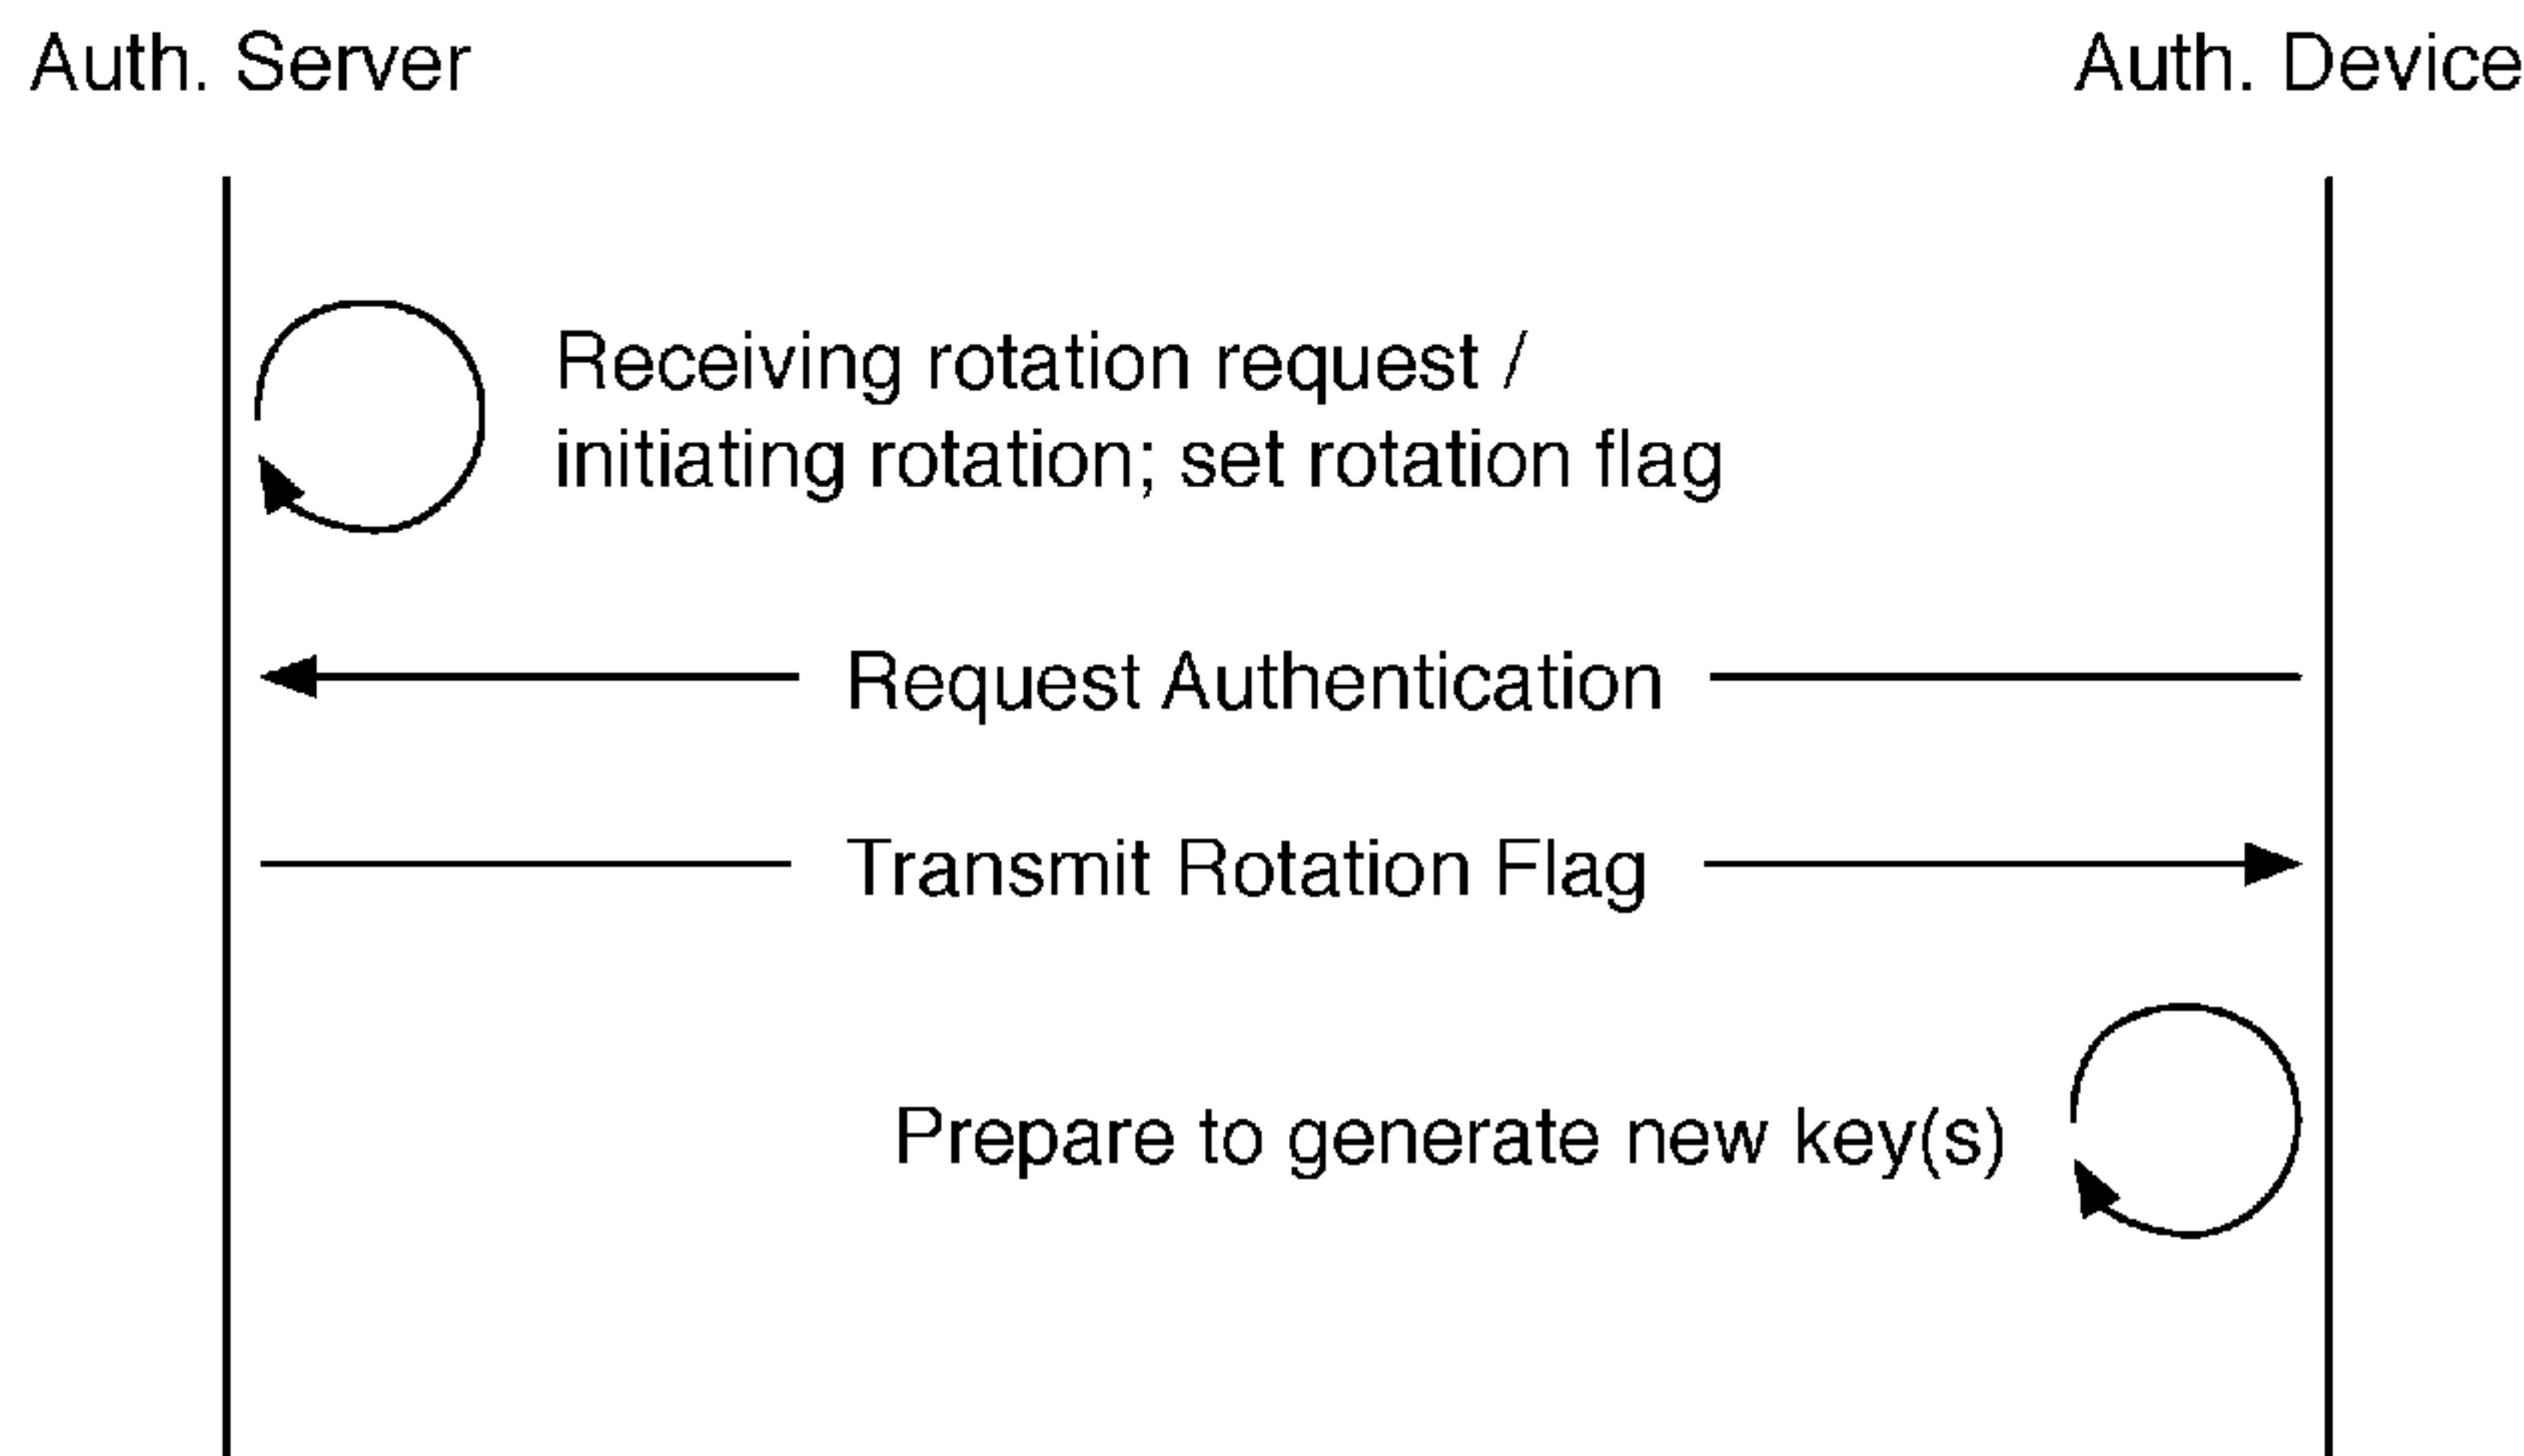 Auth. Server
Auth. Device
Receiving rotation request /
initiating rotation; set rotation flag
Request Authentication
Transmit Rotation Flag
Prepare to generate new key(s)